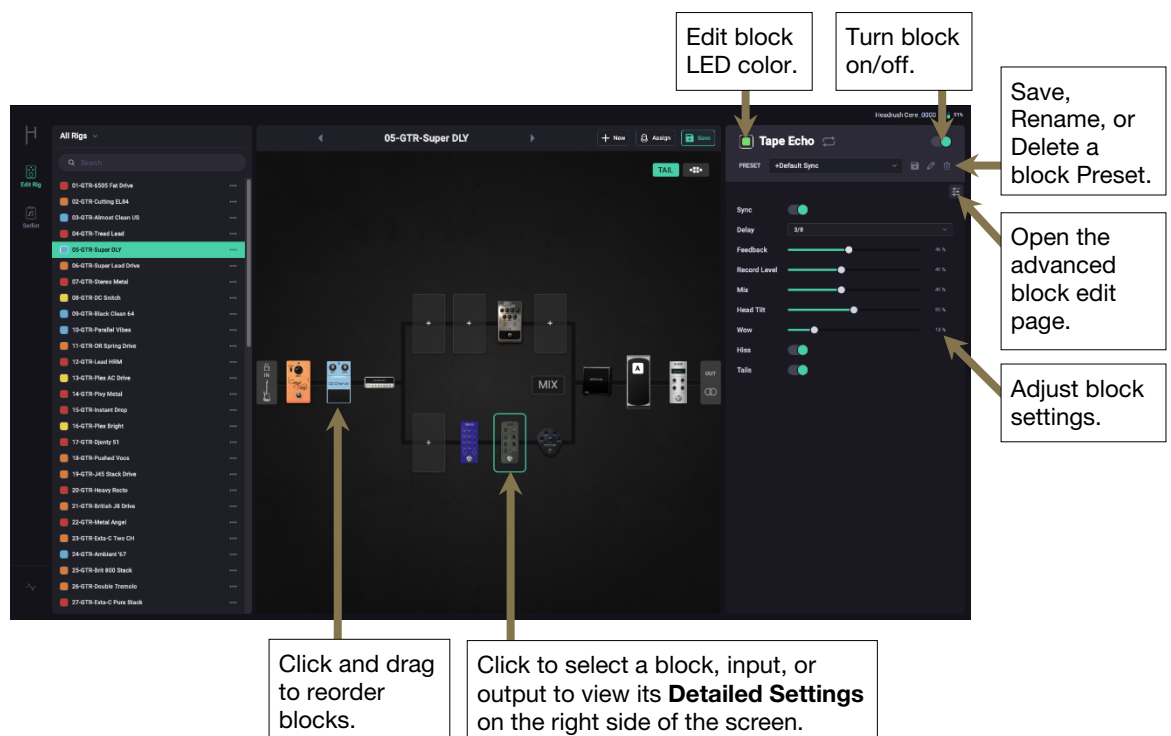 Edit block
LED color.
Turn block
on/off.
Save,
Rename, or
Delete a
block Preset.
Open the
advanced
block edit
page.
Adjust block
settings.
Click and drag
to reorder
blocks.
Click to select a block, input, or
output to view its Detailed Settings
on the right side of the screen.
All Rigs
Search
Edit Rig
Setlist
01-GTR-6505 Fat Drive
02-GTR-Cutting EL84
03-GTR-Almost Clean US
04-GTR-Tread Lead
05-GTR-Super DLY
06-GTR-Super Lead Drive
07-GTR-Stereo Metal
08-GTR-DC Snitch
09-GTR-Black Clean 64
10-GTR-Parallel Vibes
11-GTR-OR Spring Drive
12-GTR-Lead HRM
13-GTR-Plex AC Drive
14-GTR-Pivy Metal
15-GTR-Instant Drop
16-GTR-Plex Bright
17-GTR-Djenty S1
18-GTR-Pushed Vocs
19-GTR-J45 Stack Drive
20-GTR-Heavy Recto
21-GTR-British J8 Drive
22-GTR-Metal Angel
23-GTR-Exta-C Two CH
24-GTR-Ambient '67
25-GTR-Brit 800 Stack
26-GTR-Double Tremolo
27-GTR-Exta-C Pure Stack
05-GTR-Super DLY
+ New
Assign
Save
TAIL
IN
MIX
A
OUT
Headrush Core_0000
Tape Echo
PRESET +Default Sync
Sync
Delay 3/8
Feedback
Record Level
Mix
Head Tilt
Wow
Hiss
Tails